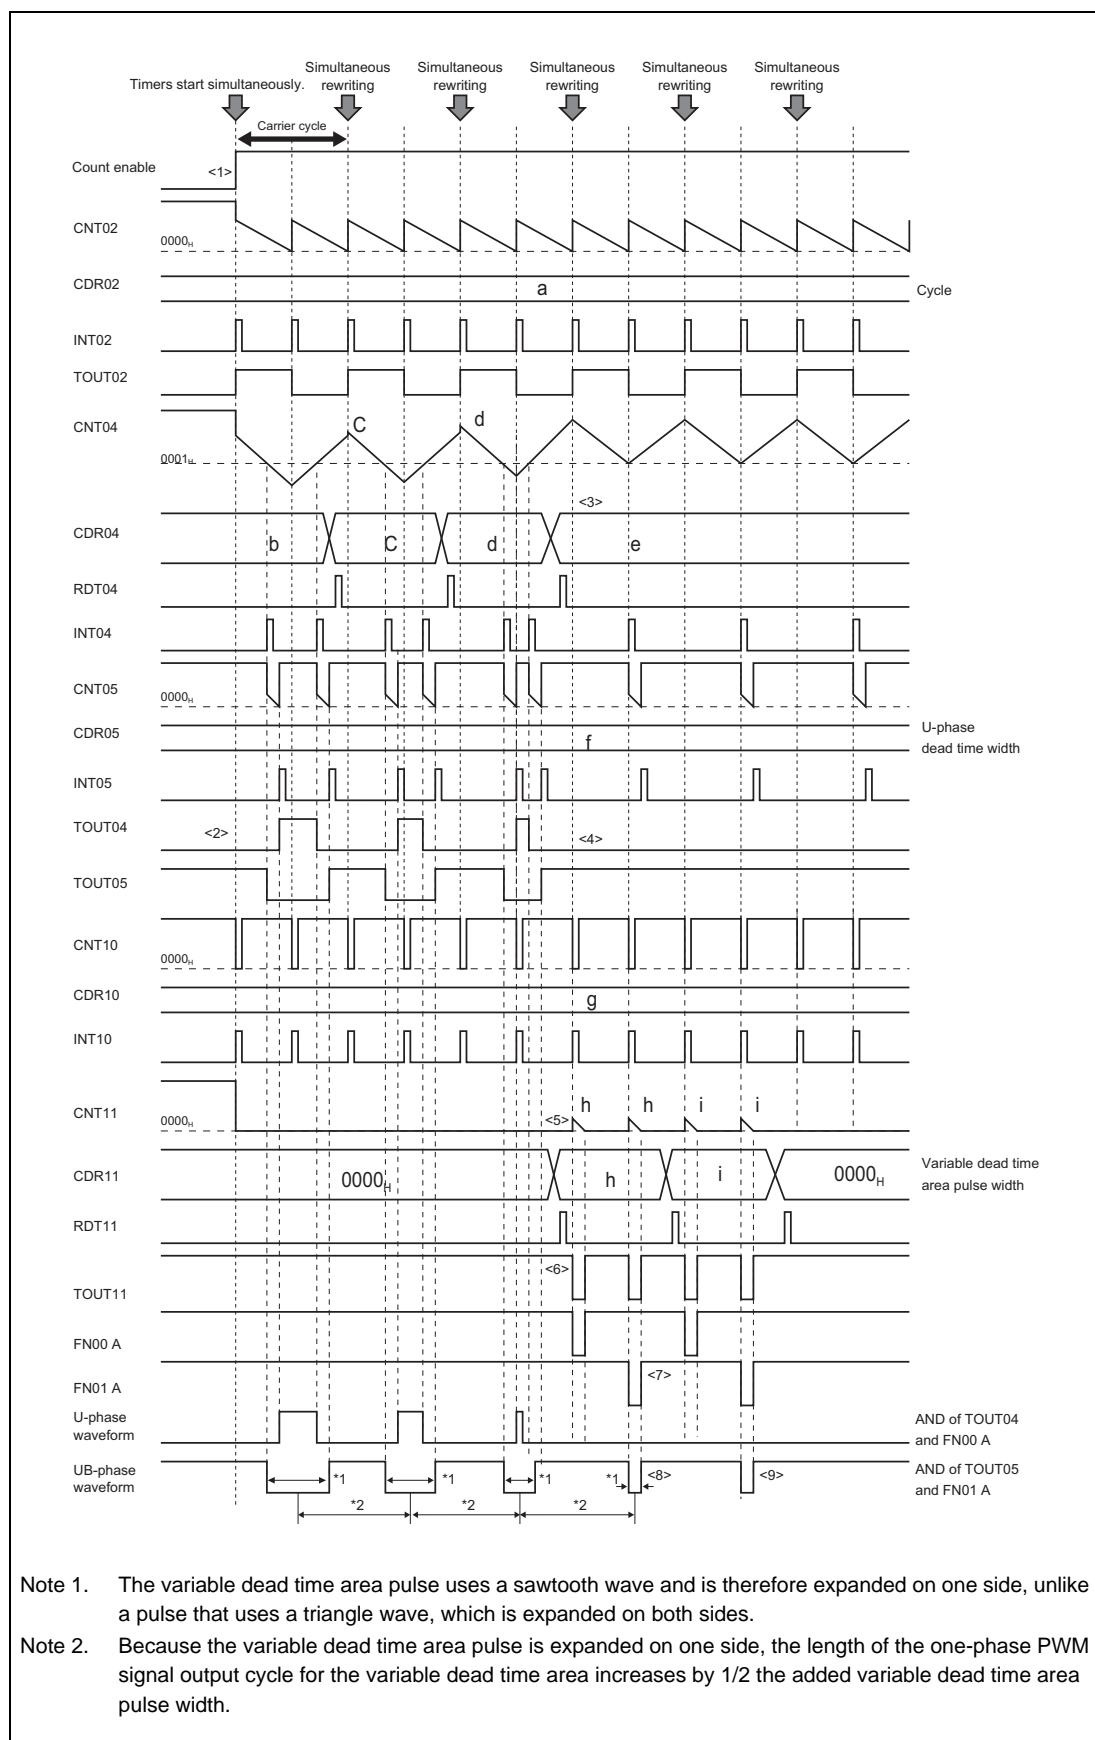 Timers start simultaneously.
Simultaneous rewriting
Simultaneous rewriting
Simultaneous rewriting
Simultaneous rewriting
Simultaneous rewriting
Carrier cycle
Count enable <1>
CNT02 0000H
CDR02 a Cycle
INT02
TOUT02
CNT04 C d
0001H
<3>
CDR04 b C d e
RDT04
INT04
CNT05 0000H
CDR05 f U-phase dead time width
INT05
TOUT04 <2> <4>
TOUT05
CNT10 0000H
CDR10 g
INT10
CNT11 0000H <5> h h i i
CDR11 0000H h i 0000H Variable dead time area pulse width
RDT11
TOUT11 <6>
FN00 A
FN01 A <7>
U-phase waveform AND of TOUT04 and FN00 A
UB-phase waveform *1 *1 *1 *1 <8> <9> AND of TOUT05 and FN01 A
*2 *2 *2
Note 1. The variable dead time area pulse uses a sawtooth wave and is therefore expanded on one side, unlike
a pulse that uses a triangle wave, which is expanded on both sides.
Note 2. Because the variable dead time area pulse is expanded on one side, the length of the one-phase PWM
signal output cycle for the variable dead time area increases by 1/2 the added variable dead time area
pulse width.